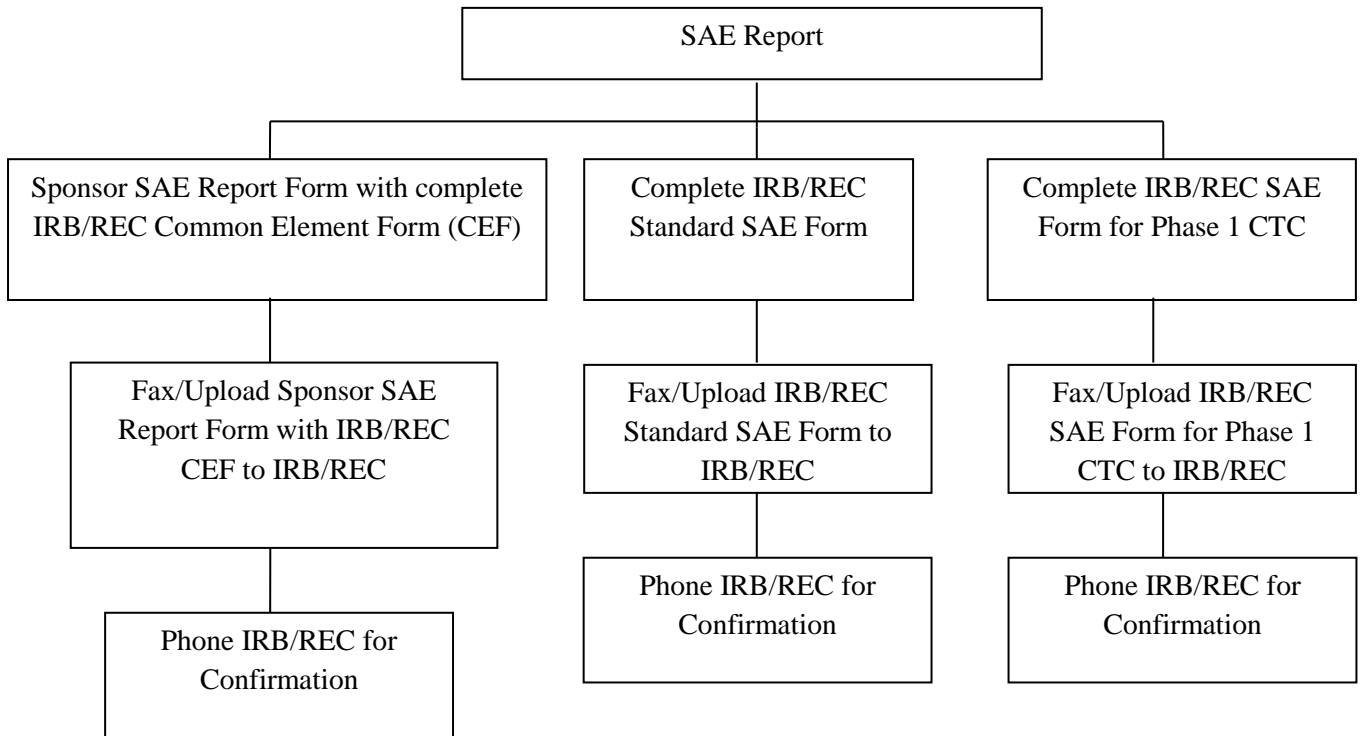 SAE Report
Sponsor SAE Report Form with complete
IRB/REC Common Element Form (CEF)
Complete IRB/REC
Standard SAE Form
Complete IRB/REC SAE
Form for Phase 1 CTC
Fax/Upload Sponsor SAE
Report Form with IRB/REC
CEF to IRB/REC
Fax/Upload IRB/REC
Standard SAE Form to
IRB/REC
Fax/Upload IRB/REC
SAE Form for Phase 1
CTC to IRB/REC
Phone IRB/REC for
Confirmation
Phone IRB/REC for
Confirmation
Phone IRB/REC for
Confirmation